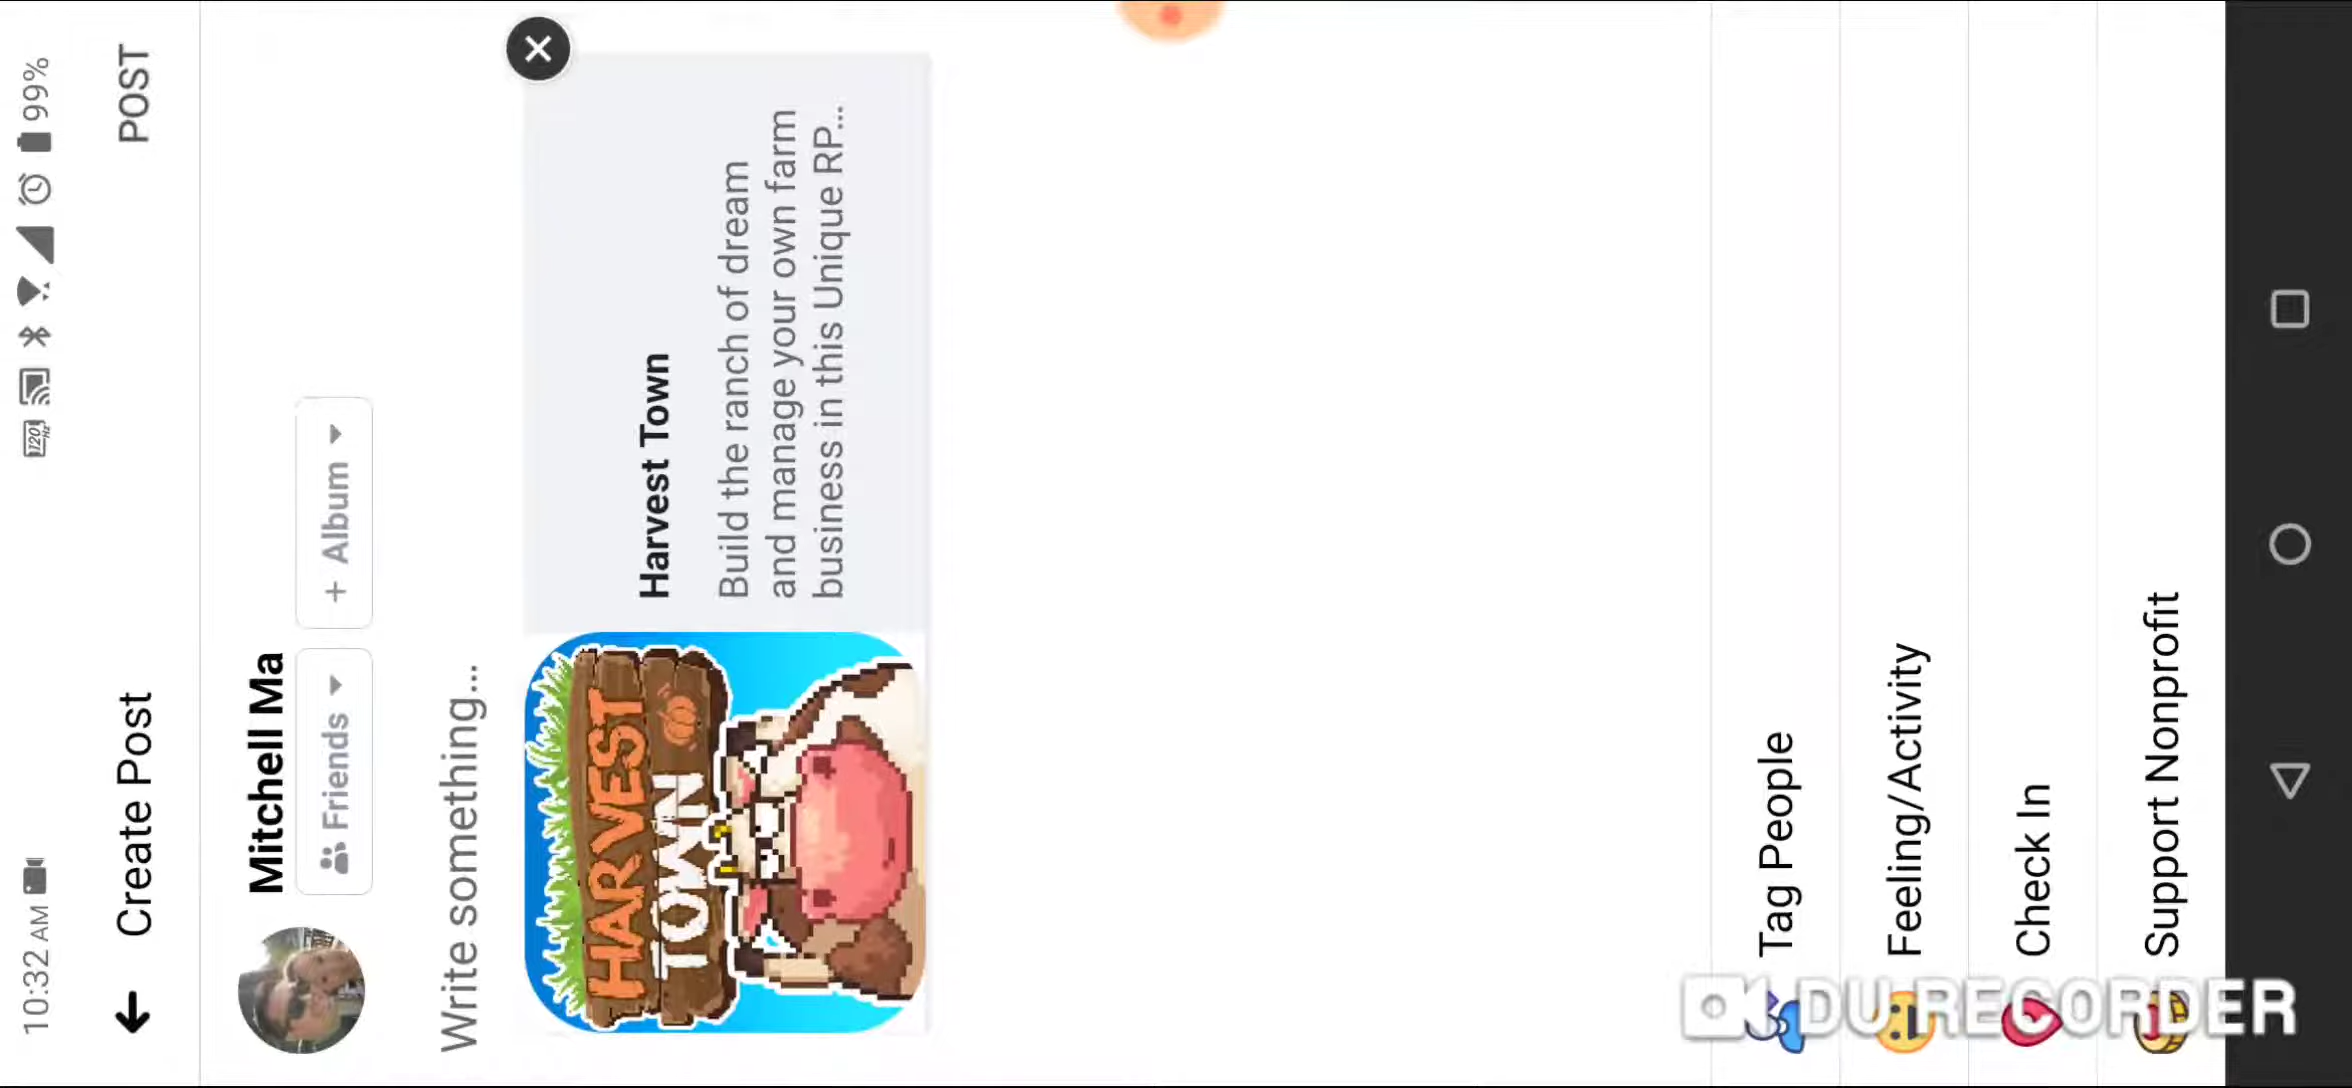 10:32 AM
120
Hz
99%
Create Post
POST
Mitchell Ma
Friends
+ Album
Write something...
HARVEST
TOWN
Harvest Town
Build the ranch of dream
and manage your own farm
business in this Unique RP...
Tag People
Feeling/Activity
Check In
Support Nonprofit
DU RECORDER